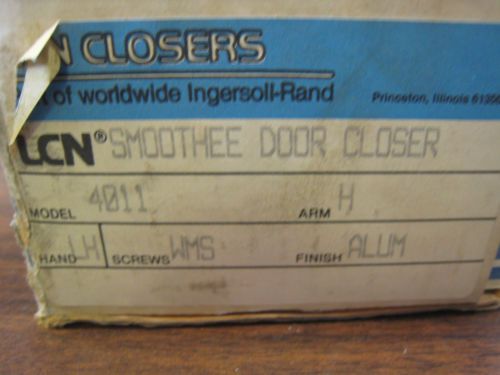 N CLOSERS
of worldwide Ingersoll-Rand
Princeton, Illinois 6135
LCN® SMOOTHEE DOOR CLOSER
MODEL 4011 ARM H
HAND LH SCREWS WMS FINISH ALUM